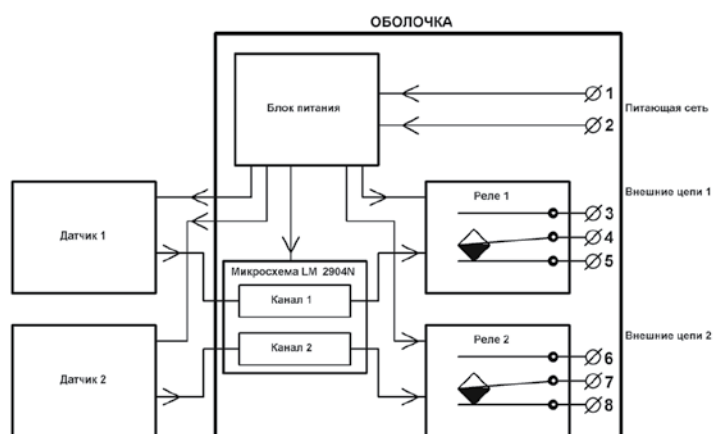 ОБОЛОЧКА
Блок питания
1
2
Питающая сеть
Датчик 1
Реле 1
Внешние цепи 1
3
4
5
Микросхема LM 2904N
Канал 1
Канал 2
Датчик 2
Реле 2
Внешние цепи 2
6
7
8